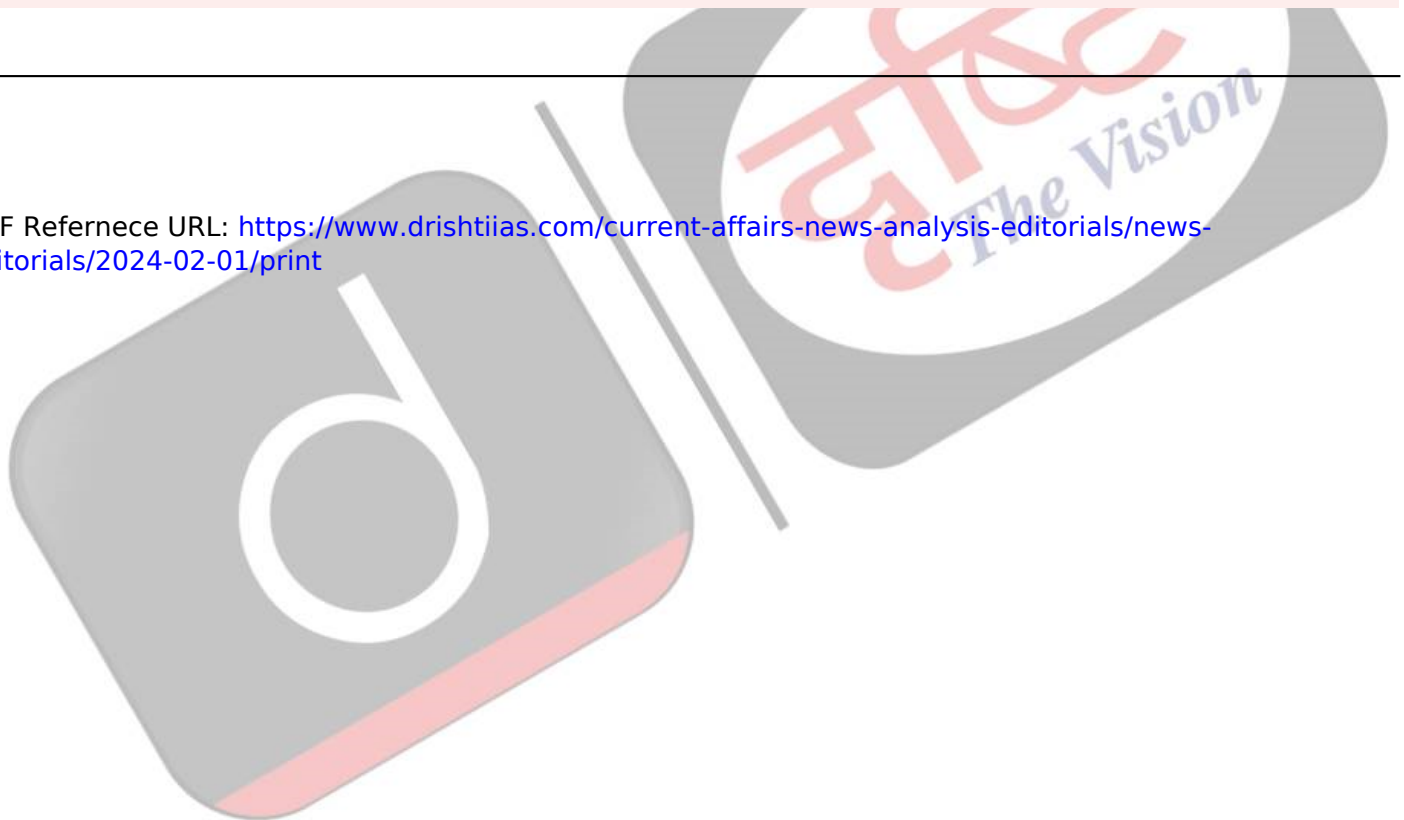 दृष्टि
The Vision
F Refernece URL: https://www.drishtiias.com/current-affairs-news-analysis-editorials/news-
itorials/2024-02-01/print
d